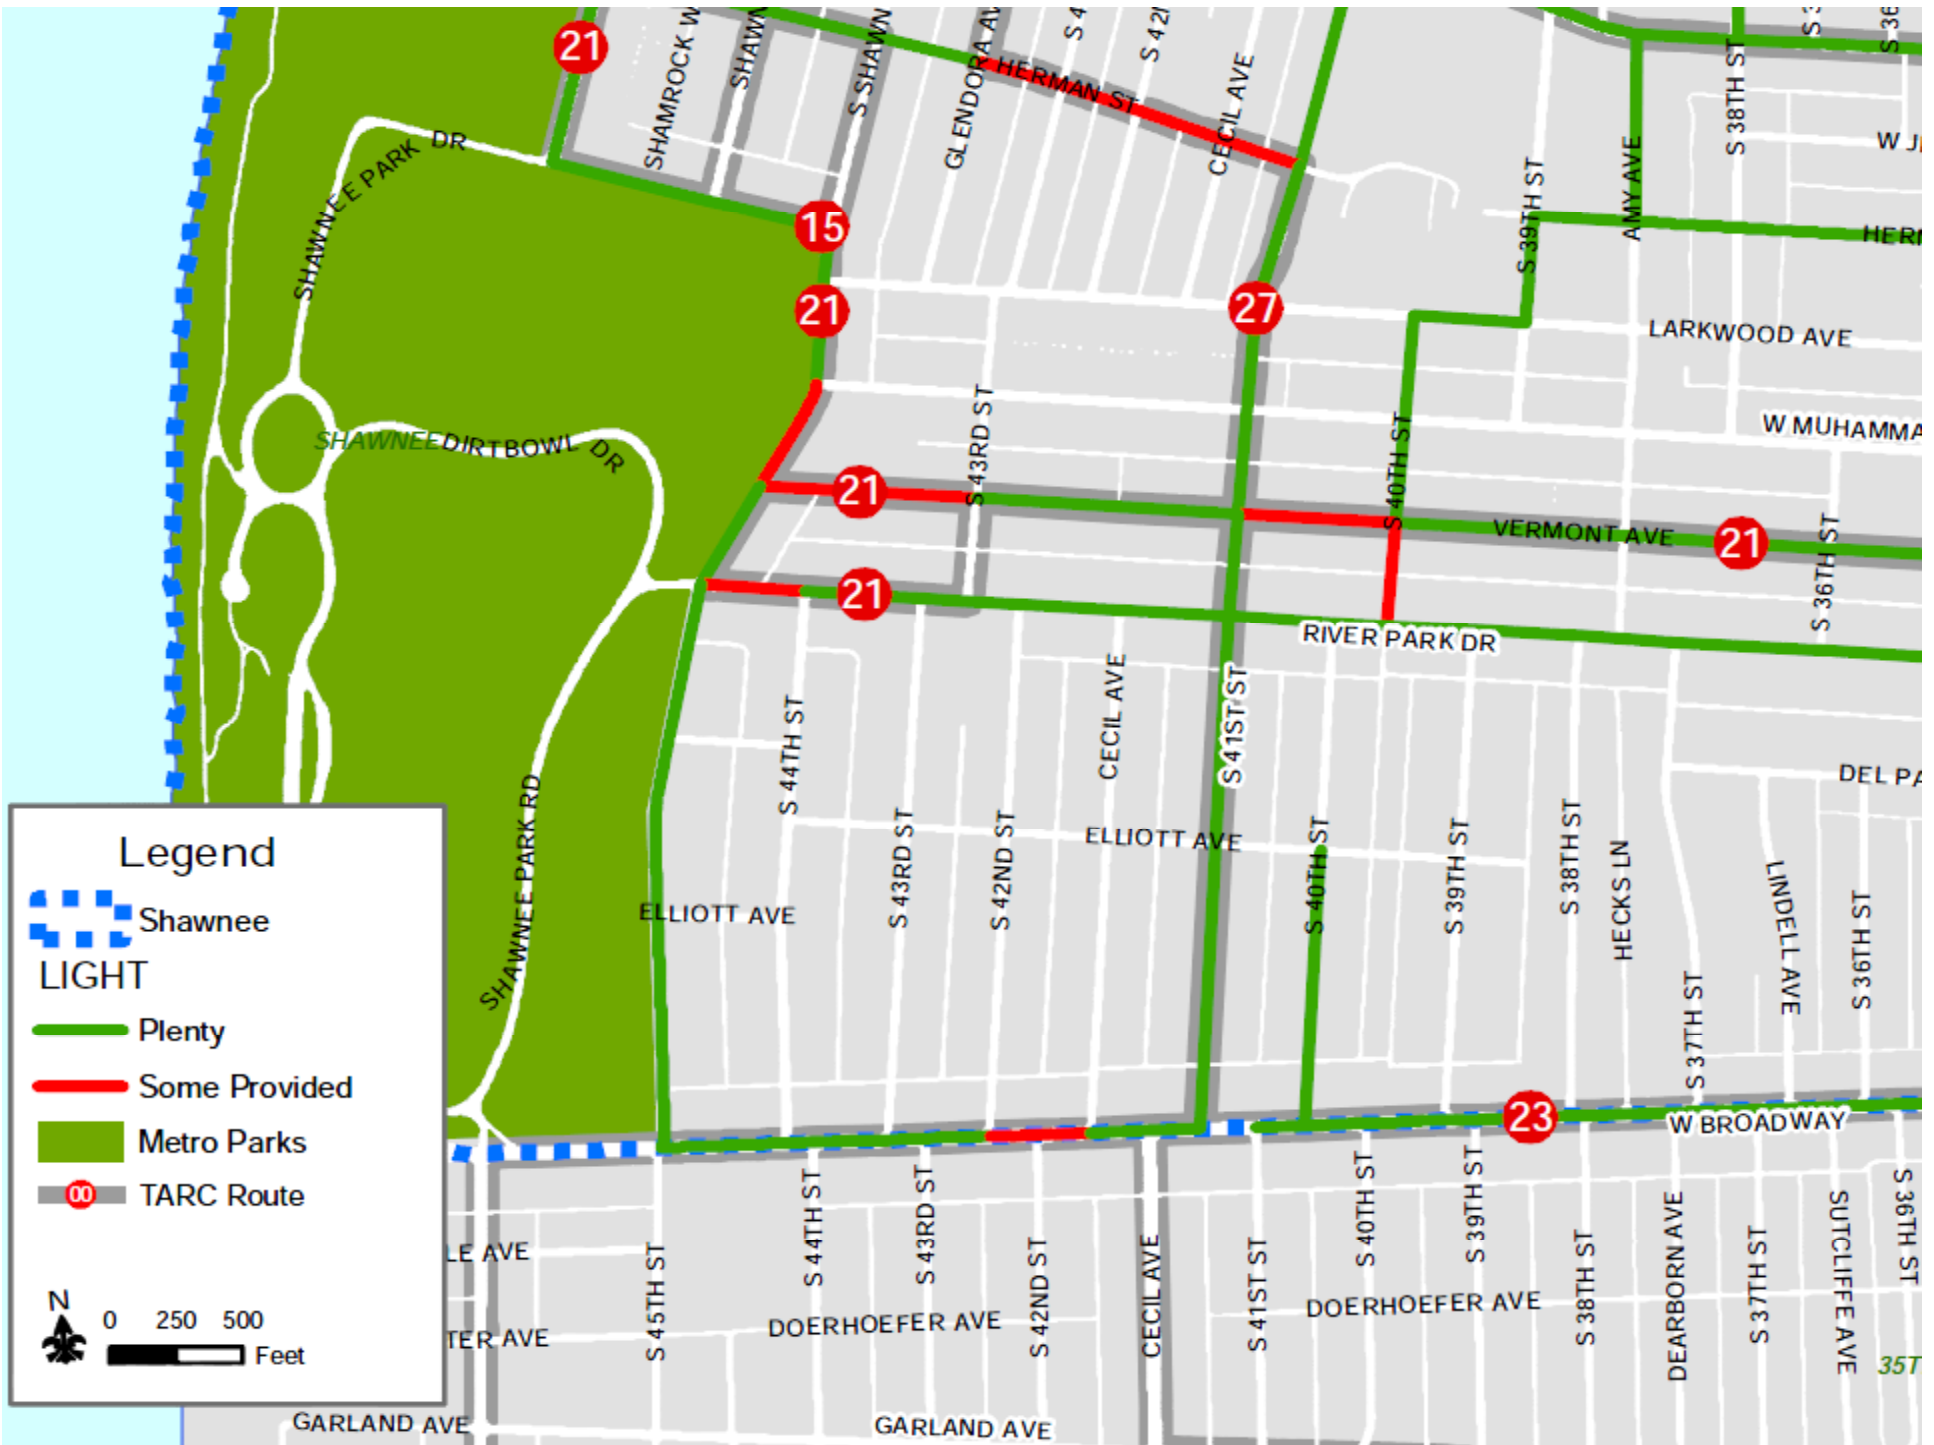 21
SHAMROCK W
SHAWN
S SHAWN
GLENDORA AV
S 4
S 42
CECIL AVE
HERMAN ST
S 38TH ST
S 3
S 36
W J
SHAWNEE PARK DR
AMY AVE
S 39TH ST
HER
15
21
27
LARKWOOD AVE
W MUHAMMA
SHAWNEE
DIRTBOWL DR
S 43RD ST
S 40TH ST
21
VERMONT AVE
21
S 36TH ST
21
RIVER PARK DR
S 44TH ST
CECIL AVE
S 41ST ST
DEL PA
SHAWNEE PARK RD
ELLIOTT AVE
S 43RD ST
S 42ND ST
ELLIOTT AVE
S 40TH ST
S 39TH ST
S 38TH ST
HECKS LN
S 37TH ST
LINDELL AVE
S 36TH ST
23
W BROADWAY
Legend
Shawnee
LIGHT
Plenty
Some Provided
Metro Parks
00
TARC Route
N
0 250 500
Feet
LE AVE
TER AVE
S 45TH ST
S 44TH ST
S 43RD ST
S 42ND ST
CECIL AVE
S 41ST ST
S 40TH ST
S 39TH ST
S 38TH ST
DEARBORN AVE
S 37TH ST
SUTCLIFFE AVE
S 36TH ST
DOERHOEFER AVE
DOERHOEFER AVE
35T
GARLAND AVE
GARLAND AVE